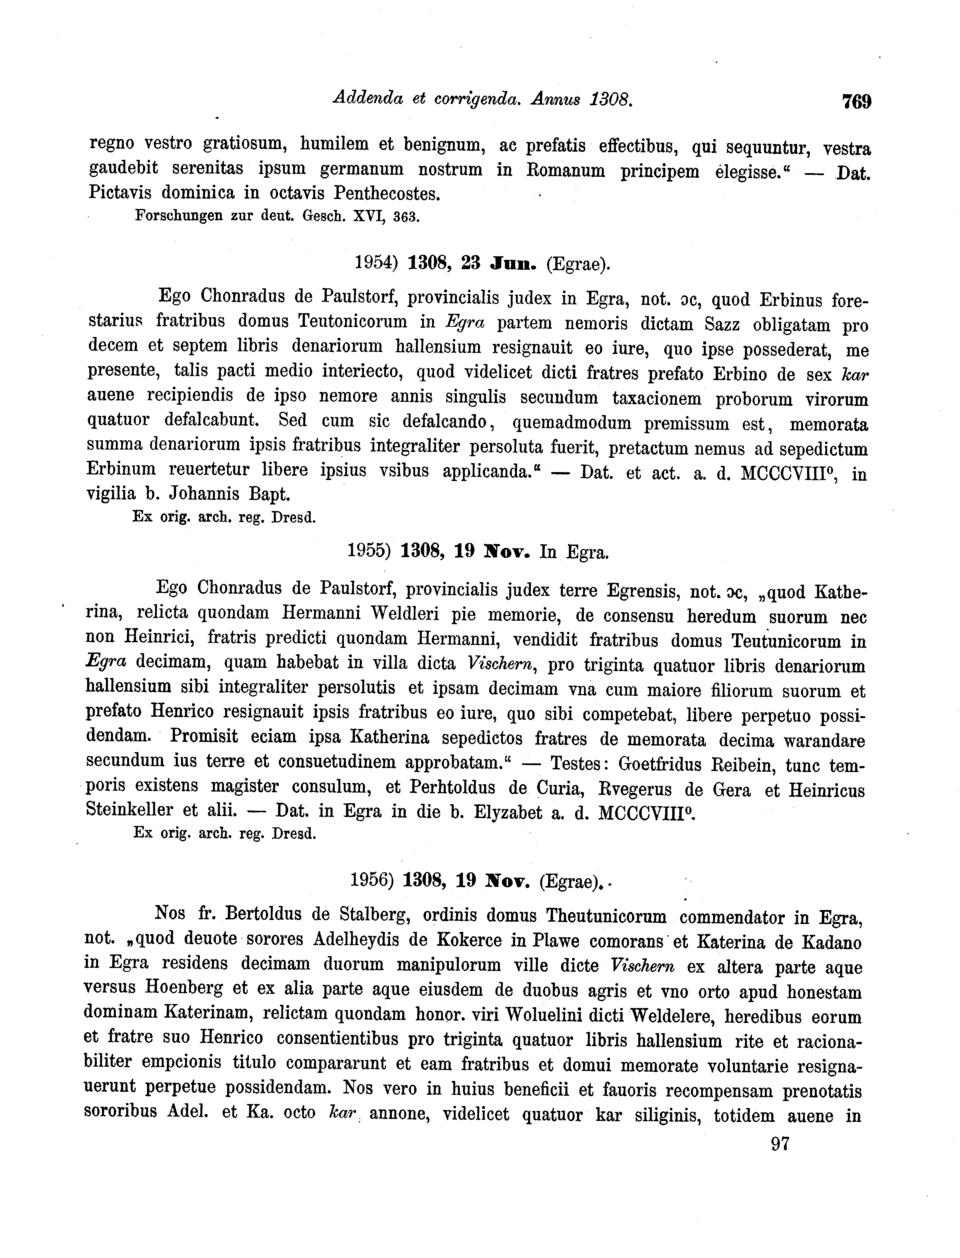 Addenda et corrigenda. Annus 1308. 769
regno vestro gratiosum, humilem et benignum, ac prefatis effectibus, qui sequuntur, vestra
gaudebit serenitas ipsum germanum nostrum in Romanum principem elegisse.“ — Dat.
Pictavis dominica in octavis Penthecostes.
Forschungen zur deut. Gesch. XVI, 363.
1954) 1308, 23 Jun. (Egrae).
Ego Chonradus de Paulstorf, provincialis judex in Egra, not. ɔc, quod Erbinus fore-
starius fratribus domus Teutonicorum in Egra partem nemoris dictam Sazz obligatam pro
decem et septem libris denariorum hallensium resignauit eo iure, quo ipse possederat, me
presente, talis pacti medio interiecto, quod videlicet dicti fratres prefato Erbino de sex kar
auene recipiendis de ipso nemore annis singulis secundum taxacionem proborum virorum
quatuor defalcabunt. Sed cum sic defalcando, quemadmodum premissum est, memorata
summa denariorum ipsis fratribus integraliter persoluta fuerit, pretactum nemus ad sepedictum
Erbinum reuertetur libere ipsius vsibus applicanda.“ — Dat. et act. a. d. MCCCVIII⁰, in
vigilia b. Johannis Bapt.
Ex orig. arch. reg. Dresd.
1955) 1308, 19 Nov. In Egra.
Ego Chonradus de Paulstorf, provincialis judex terre Egrensis, not. ɔc, „quod Kathe-
rina, relicta quondam Hermanni Weldleri pie memorie, de consensu heredum suorum nec
non Heinrici, fratris predicti quondam Hermanni, vendidit fratribus domus Teutunicorum in
Egra decimam, quam habebat in villa dicta Vischern, pro triginta quatuor libris denariorum
hallensium sibi integraliter persolutis et ipsam decimam vna cum maiore filiorum suorum et
prefato Henrico resignauit ipsis fratribus eo iure, quo sibi competebat, libere perpetuo possi-
dendam. Promisit eciam ipsa Katherina sepedictos fratres de memorata decima warandare
secundum ius terre et consuetudinem approbatam.“ — Testes: Goetfridus Reibein, tunc tem-
poris existens magister consulum, et Perhtoldus de Curia, Rvegerus de Gera et Heinricus
Steinkeller et alii. — Dat. in Egra in die b. Elyzabet a. d. MCCCVIII⁰.
Ex orig. arch. reg. Dresd.
1956) 1308, 19 Nov. (Egrae).
Nos fr. Bertoldus de Stalberg, ordinis domus Theutunicorum commendator in Egra,
not. „quod deuote sorores Adelheydis de Kokerce in Plawe comorans et Katerina de Kadano
in Egra residens decimam duorum manipulorum ville dicte Vischern ex altera parte aque
versus Hoenberg et ex alia parte aque eiusdem de duobus agris et vno orto apud honestam
dominam Katerinam, relictam quondam honor. viri Woluelini dicti Weldelere, heredibus eorum
et fratre suo Henrico consentientibus pro triginta quatuor libris hallensium rite et raciona-
biliter empcionis titulo compararunt et eam fratribus et domui memorate voluntarie resigna-
uerunt perpetue possidendam. Nos vero in huius beneficii et fauoris recompensam prenotatis
sororibus Adel. et Ka. octo kar annone, videlicet quatuor kar siliginis, totidem auene in
97